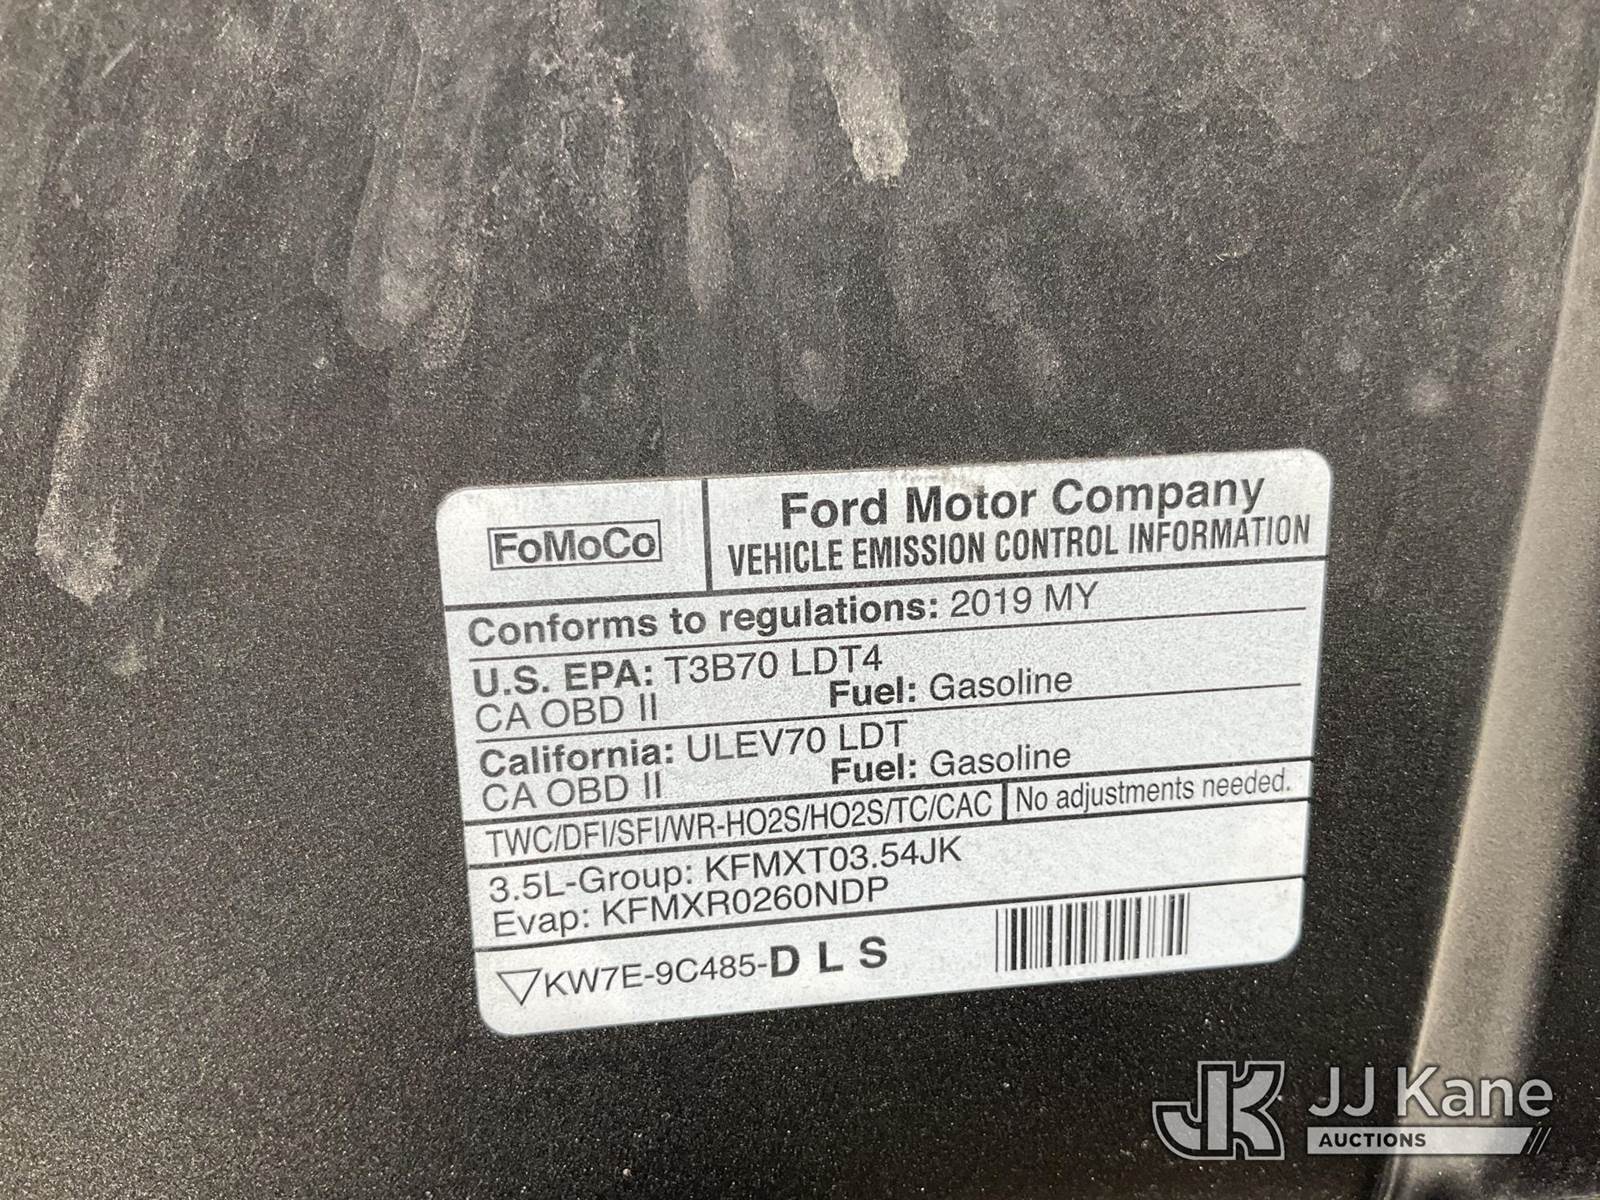 FoMoCo
Ford Motor Company
VEHICLE EMISSION CONTROL INFORMATION
Conforms to regulations: 2019 MY
U.S. EPA: T3B70 LDT4
CA OBD II Fuel: Gasoline
California: ULEV70 LDT
CA OBD II Fuel: Gasoline
TWC/DFI/SFI/WR-HO2S/HO2S/TC/CAC No adjustments needed.
3.5L-Group: KFMXT03.54JK
Evap: KFMXR0260NDP
KW7E-9C485-D L S
JK JJ Kane
AUCTIONS